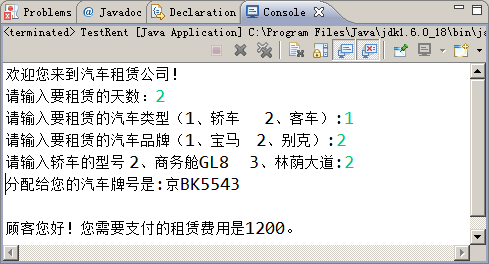 Problems @ Javadoc Declaration Console
<terminated> TestRent [Java Application] C:\Program Files\Java\jdk1.6.0_18\bin\ja
欢迎您来到汽车租赁公司！
请输入要租赁的天数：2
请输入要租赁的汽车类型（1、轿车 2、客车）:1
请输入要租赁的汽车品牌（1、宝马 2、别克）:2
请输入轿车的型号 2、商务舱GL8 3、林荫大道:2
分配给您的汽车牌号是:京BK5543
顾客您好！您需要支付的租赁费用是1200。